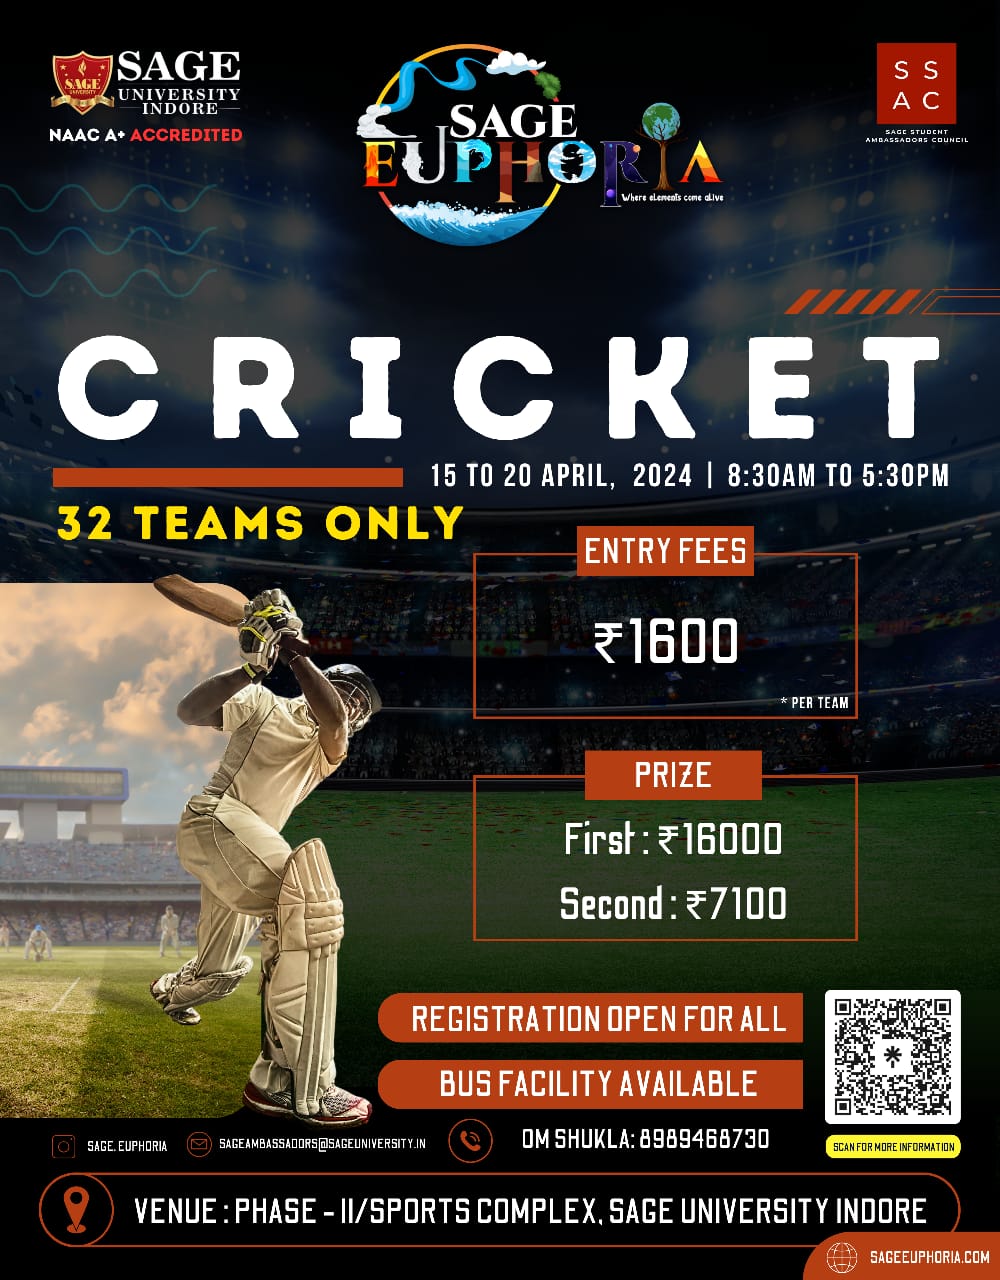 SAGE
UNIVERSITY
INDORE
NAAC A+ ACCREDITED
SAGE
UNIVERSITY
SAGE
EUPHORIA
Where elements come alive
S S
A C
SAGE STUDENT
AMBASSADORS COUNCIL
CRICKET
15 TO 20 APRIL, 2024 | 8:30AM TO 5:30PM
32 TEAMS ONLY
ENTRY FEES
₹1600
* PER TEAM
PRIZE
First : ₹16000
Second : ₹7100
REGISTRATION OPEN FOR ALL
BUS FACILITY AVAILABLE
SAGE. EUPHORIA
SAGEAMBASSADORS@SAGEUNIVERSITY.IN
OM SHUKLA: 8989468730
SCAN FOR MORE INFORMATION
VENUE : PHASE - II/SPORTS COMPLEX, SAGE UNIVERSITY INDORE
SAGEEUPHORIA.COM